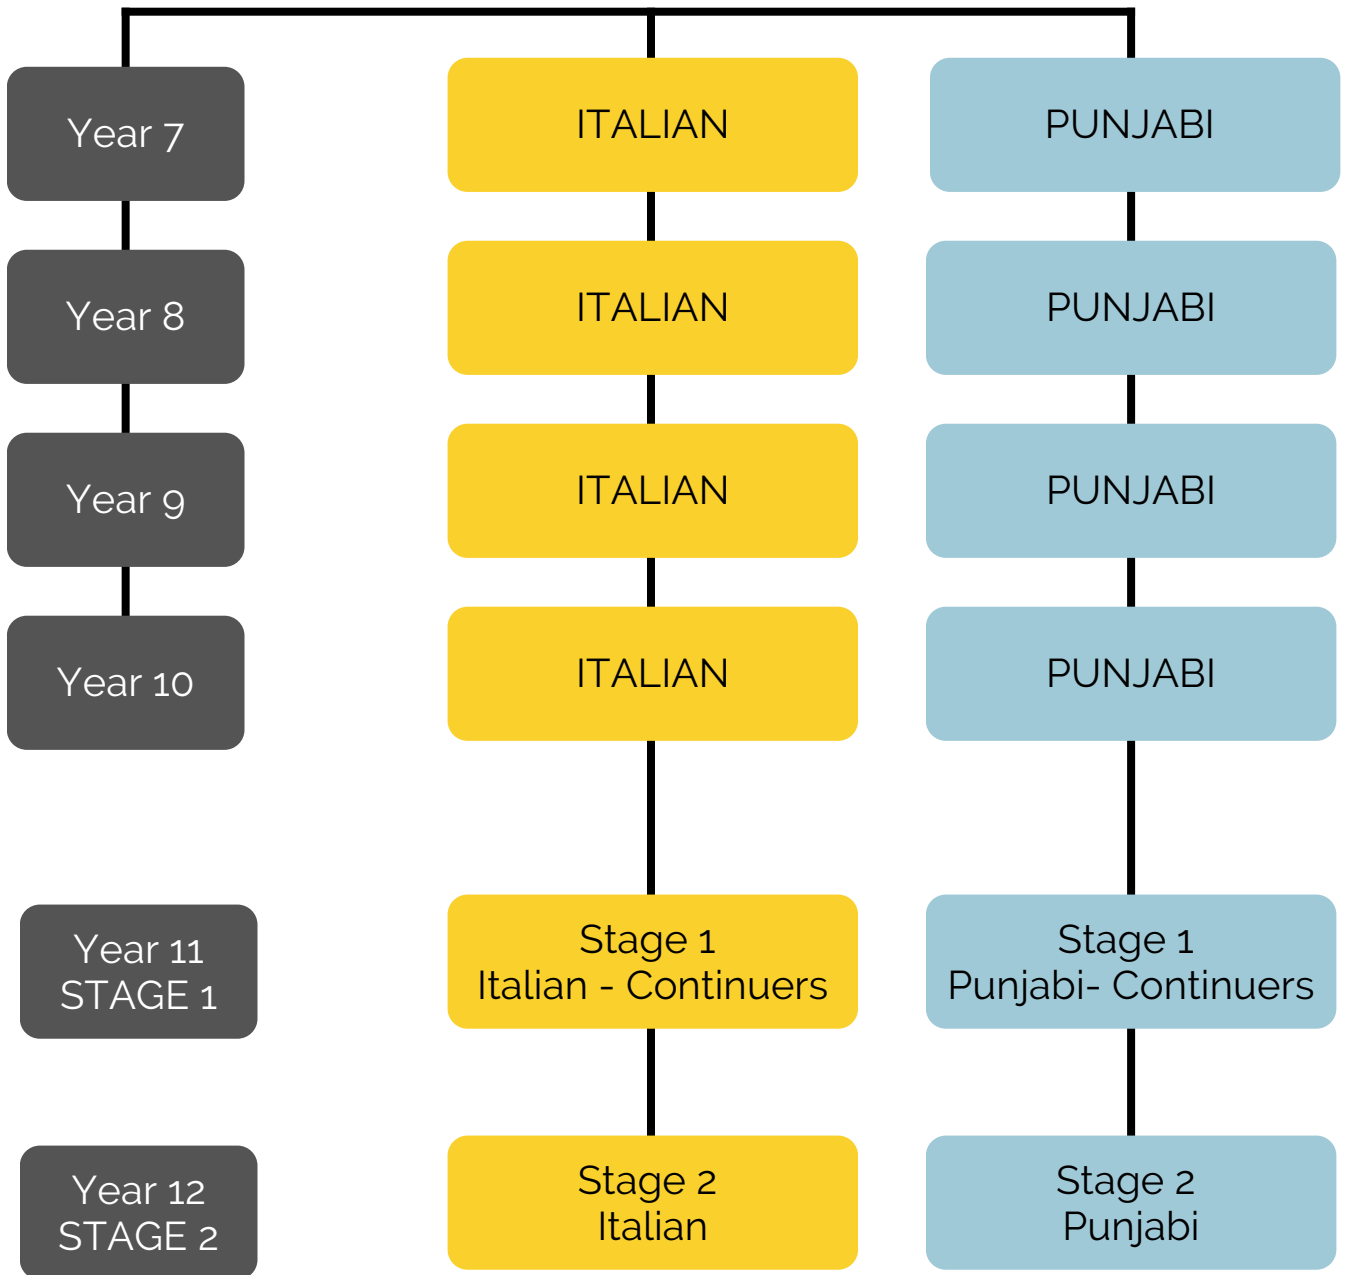 Year 7
ITALIAN
PUNJABI
Year 8
ITALIAN
PUNJABI
Year 9
ITALIAN
PUNJABI
Year 10
ITALIAN
PUNJABI
Year 11
STAGE 1
Stage 1
Italian - Continuers
Stage 1
Punjabi- Continuers
Year 12
STAGE 2
Stage 2
Italian
Stage 2
Punjabi